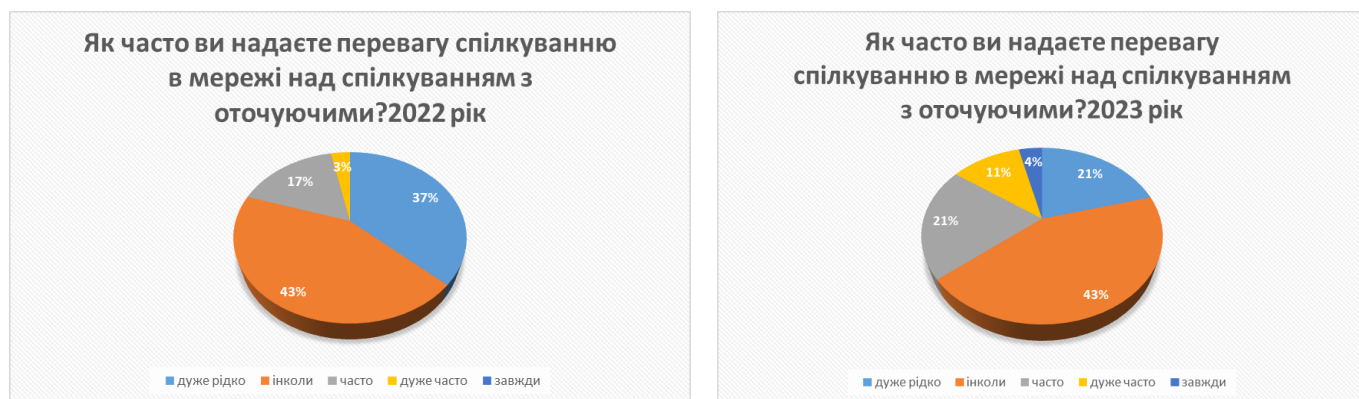 Як часто ви надаєте перевагу спілкуванню
в мережі над спілкуванням з
оточуючими?2022 рік
3%
17%
37%
43%
дуже рідко інколи часто дуже часто завжди
Як часто ви надаєте перевагу
спілкуванню в мережі над спілкуванням
з оточуючими?2023 рік
4%
11%
21%
21%
43%
дуже рідко інколи часто дуже часто завжди